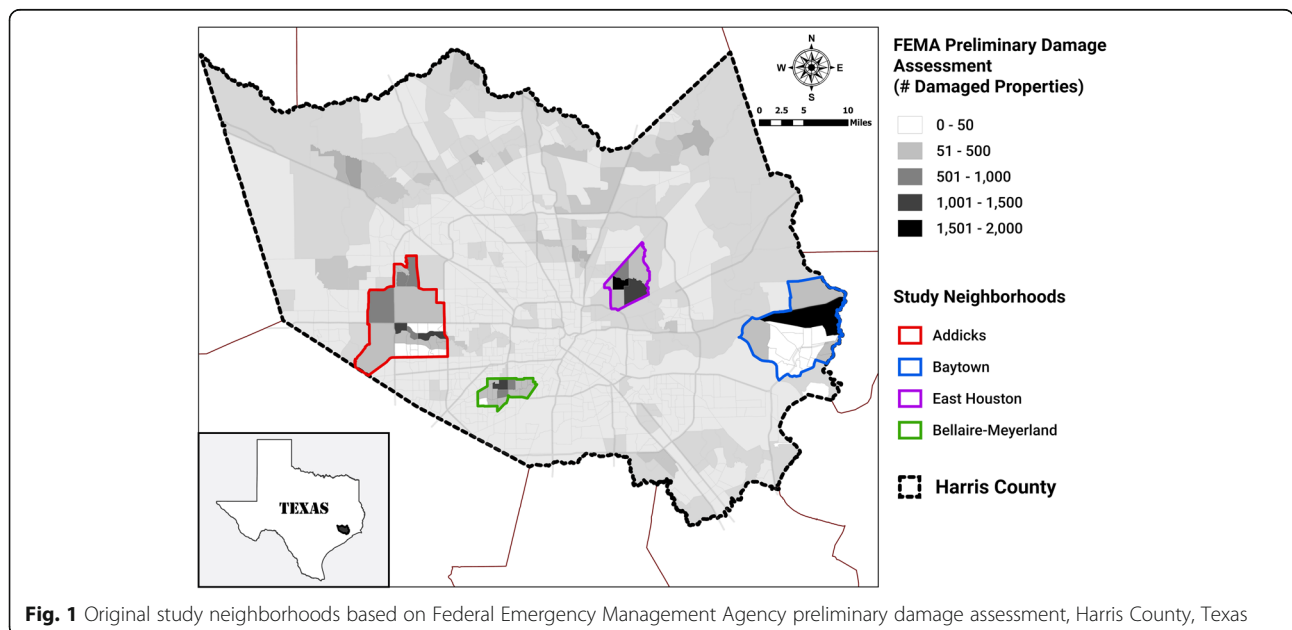 N
W E
S
0 2.5 5 10
Miles
TEXAS
FEMA Preliminary Damage
Assessment
(# Damaged Properties)
0 - 50
51 - 500
501 - 1,000
1,001 - 1,500
1,501 - 2,000
Study Neighborhoods
Addicks
Baytown
East Houston
Bellaire-Meyerland
Harris County
Fig. 1 Original study neighborhoods based on Federal Emergency Management Agency preliminary damage assessment, Harris County, Texas